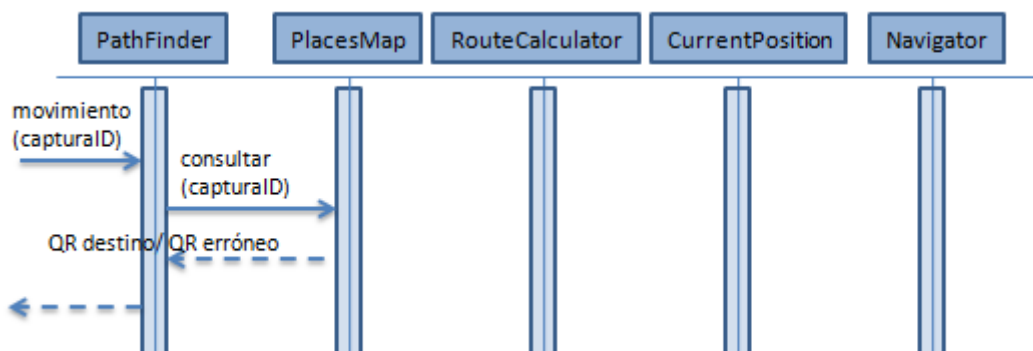 PathFinder
PlacesMap
RouteCalculator
CurrentPosition
Navigator
movimiento
(capturaID)
consultar
(capturaID)
QR destino/ QR erróneo